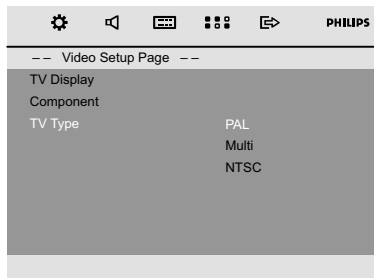 PHILIPS
-- Video Setup Page --
TV Display
Component
TV Type PAL
Multi
NTSC